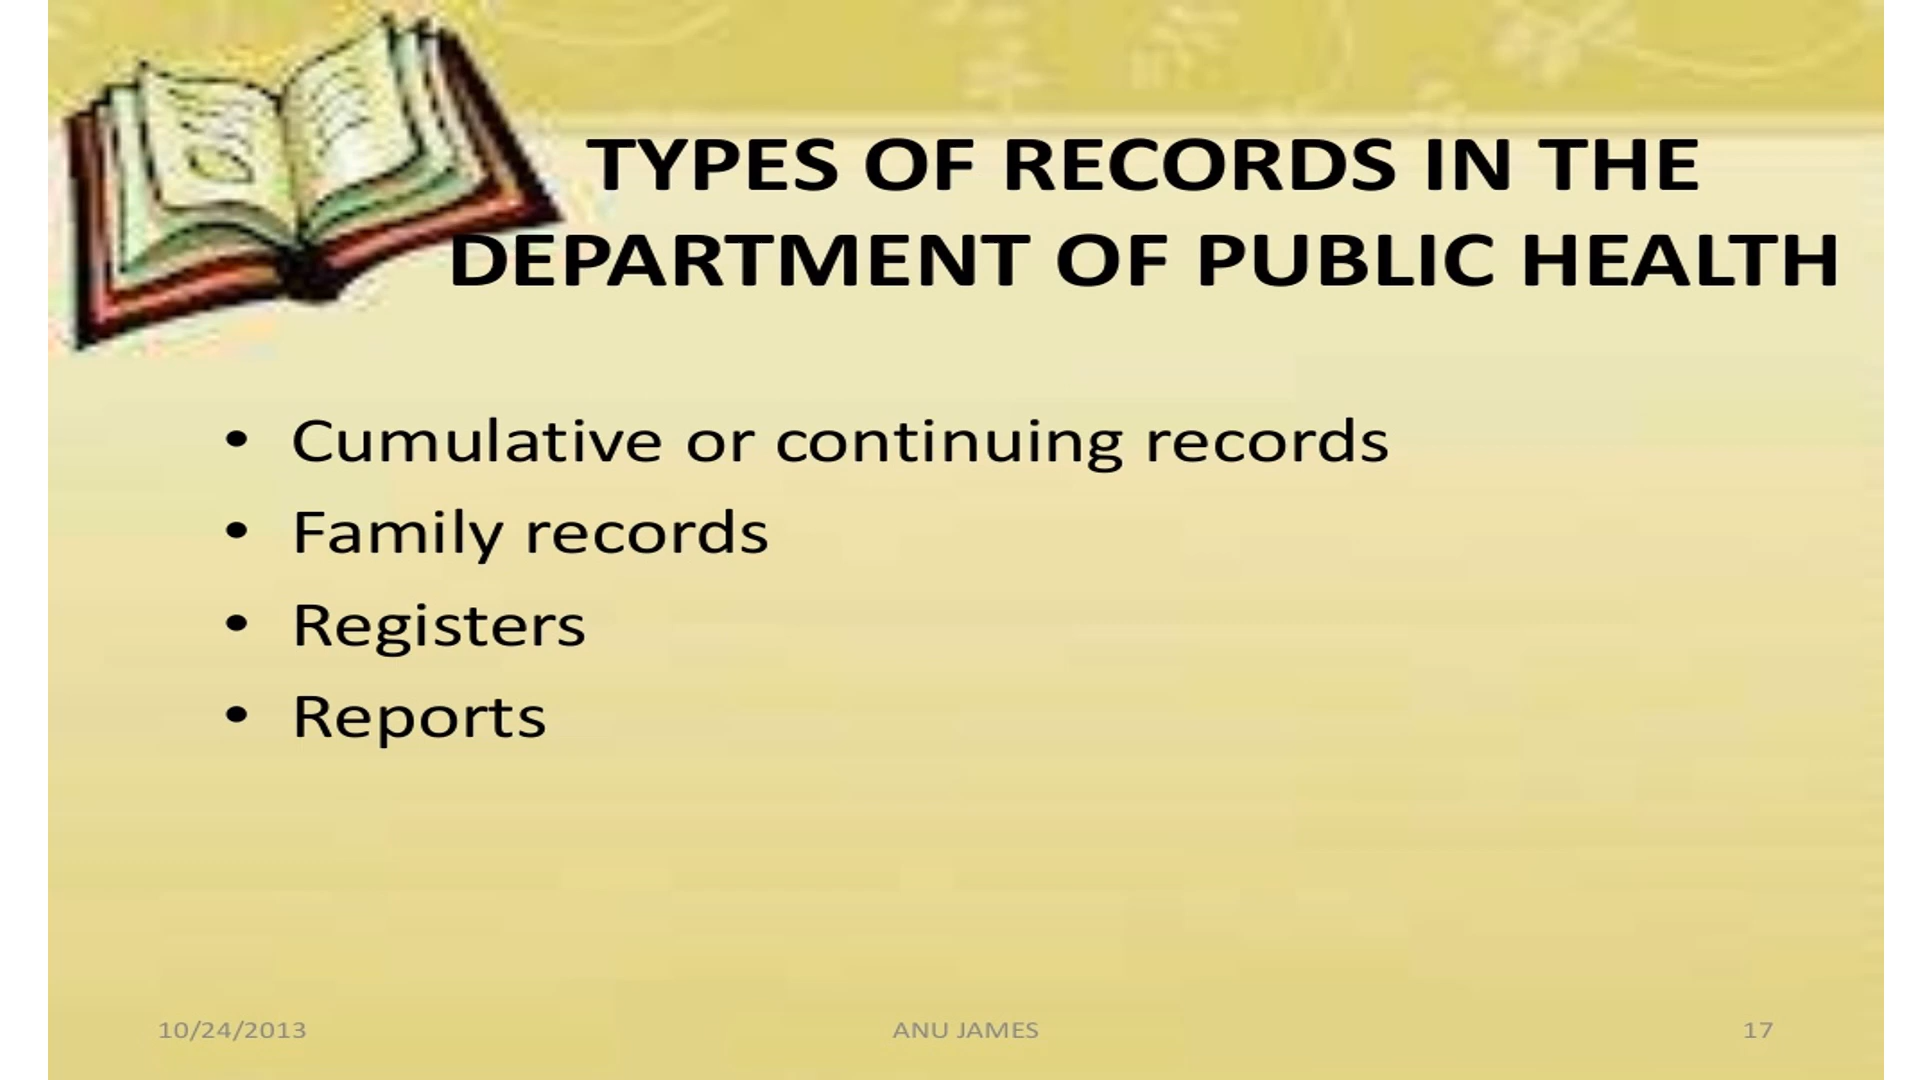 TYPES OF RECORDS IN THE
DEPARTMENT OF PUBLIC HEALTH
• Cumulative or continuing records
• Family records
• Registers
• Reports
10/24/2013
ANU JAMES
17